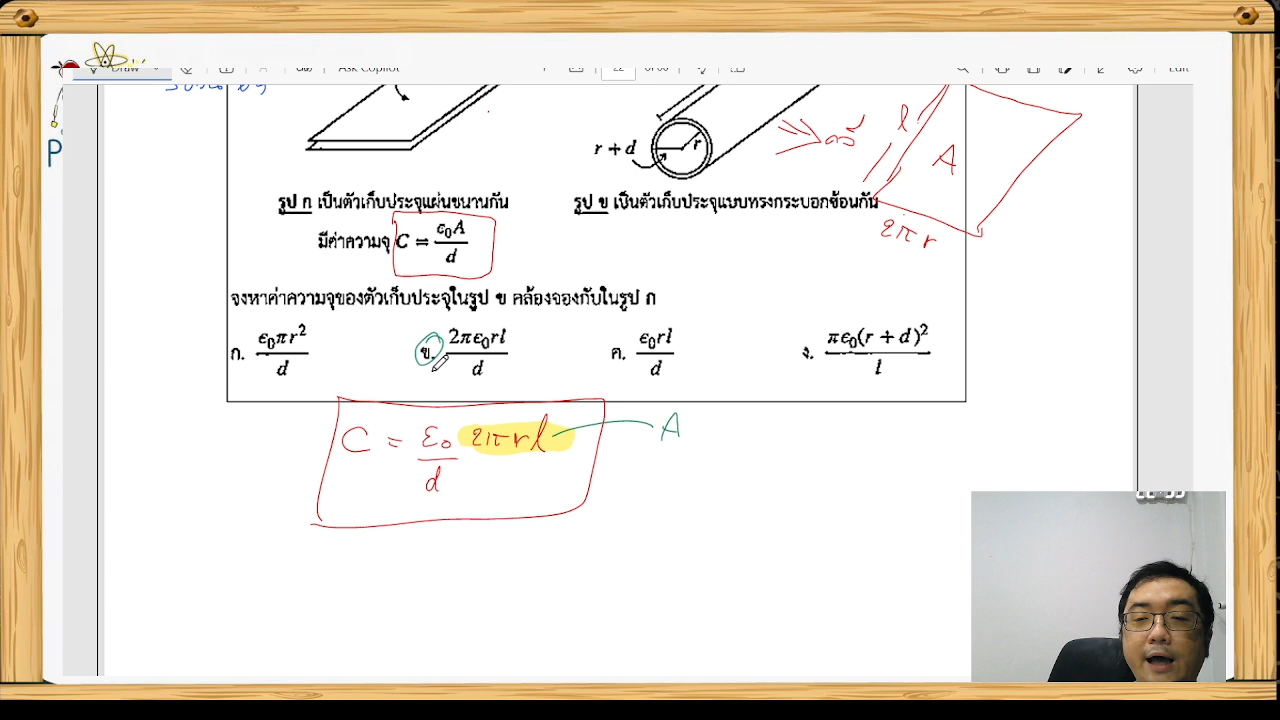 Draw
Ask Copilot
22
Edit
P
r + d
r
คลี่
l
A
2πr
รูป ก เป็นตัวเก็บประจุแผ่นขนานกัน
รูป ข เป็นตัวเก็บประจุแบบทรงกระบอกซ้อนกัน
มีค่าความจุ C = ε₀A / d
จงหาค่าความจุของตัวเก็บประจุในรูป ข คล้องจองกับในรูป ก
ก. ε₀πr² / d
ข. 2πε₀rl / d
ค. ε₀rl / d
ง. πε₀(r + d)² / l
C = ε₀ 2πrl / d
A